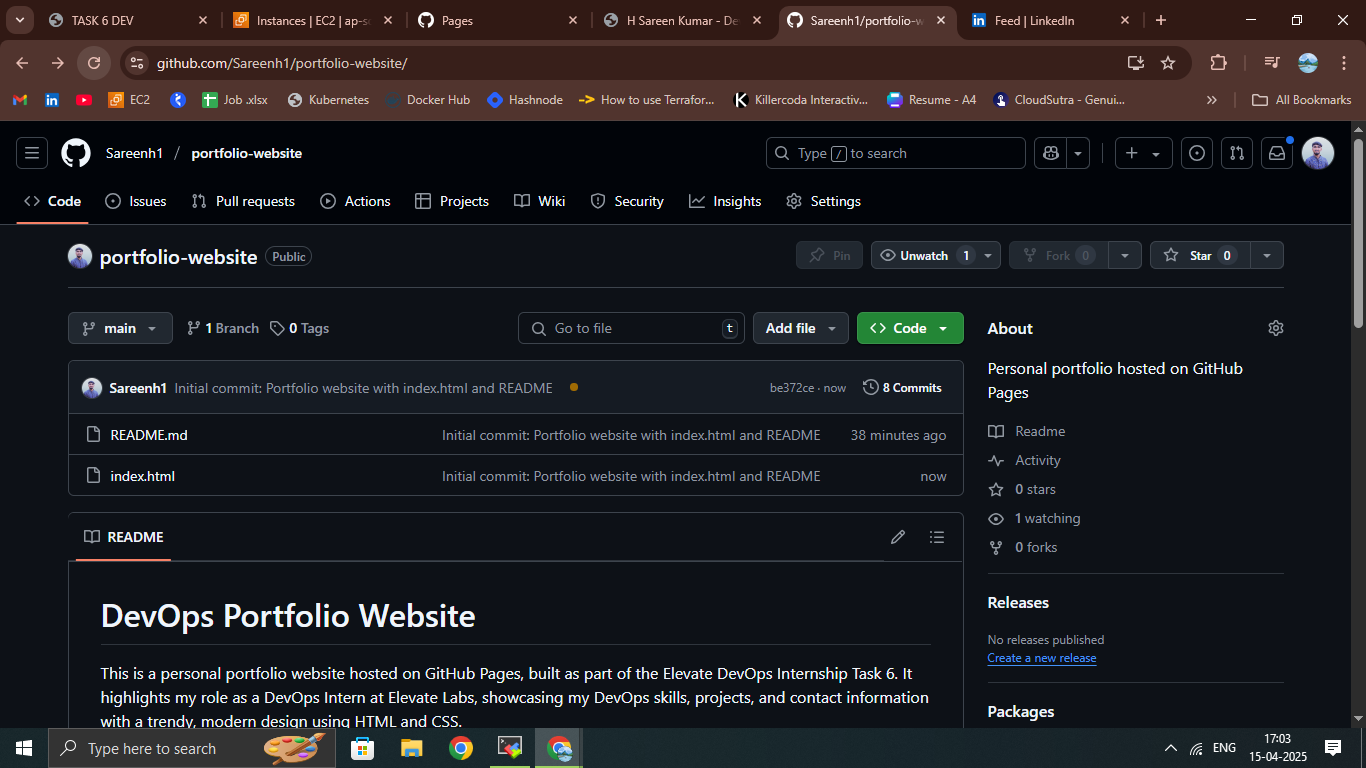 TASK 6 DEV
Instances | EC2 | ap-so
Pages
H Sareen Kumar - De
Sareenh1/portfolio-w
Feed | LinkedIn
github.com/Sareenh1/portfolio-website/
EC2
Job .xlsx
Kubernetes
Docker Hub
Hashnode
How to use Terrafor...
Killercoda Interactiv...
Resume - A4
CloudSutra - Genui...
All Bookmarks
Sareenh1 / portfolio-website
Type / to search
Code
Issues
Pull requests
Actions
Projects
Wiki
Security
Insights
Settings
portfolio-website Public
Pin
Unwatch 1
Fork 0
Star 0
main
1 Branch
0 Tags
Go to file t
Add file
Code
Sareenh1 Initial commit: Portfolio website with index.html and README
be372ce · now
8 Commits
README.md Initial commit: Portfolio website with index.html and README 38 minutes ago
index.html Initial commit: Portfolio website with index.html and README now
README
DevOps Portfolio Website
This is a personal portfolio website hosted on GitHub Pages, built as part of the Elevate DevOps Internship Task 6. It
highlights my role as a DevOps Intern at Elevate Labs, showcasing my DevOps skills, projects, and contact information
with a trendy, modern design using HTML and CSS.
About
Personal portfolio hosted on GitHub
Pages
Readme
Activity
0 stars
1 watching
0 forks
Releases
No releases published
Create a new release
Packages
Type here to search
ENG
17:03
15-04-2025